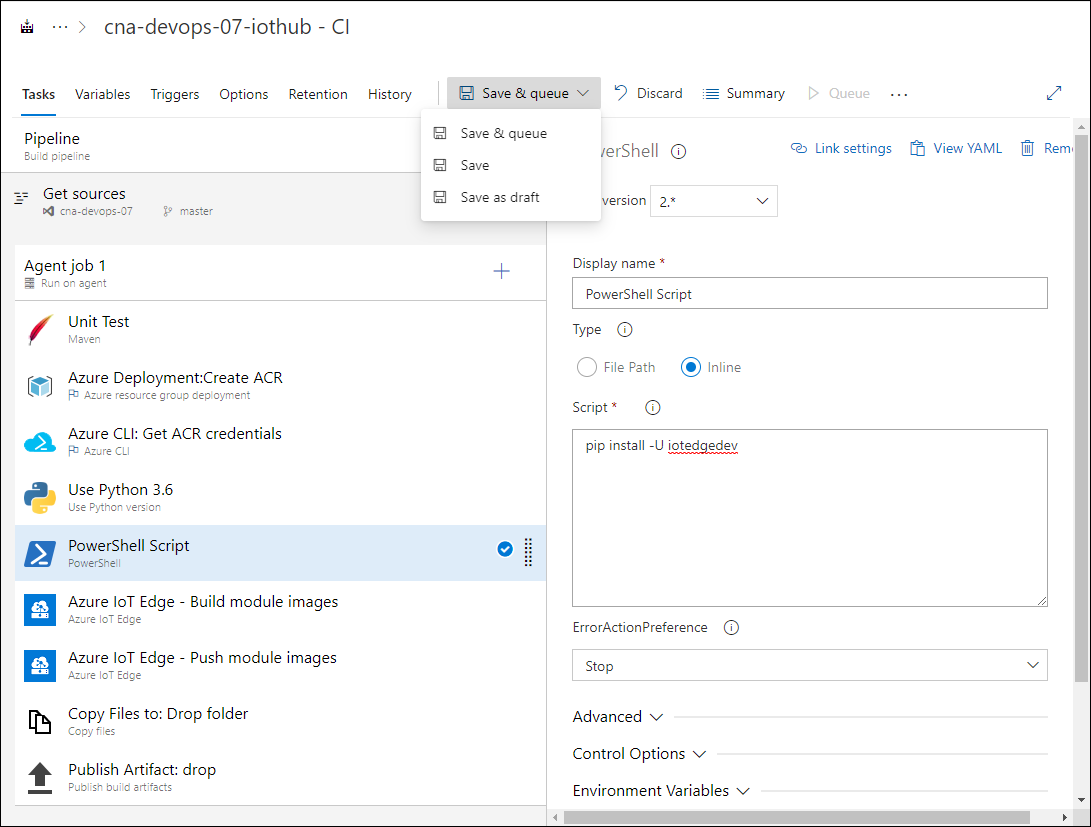 ··· > cna-devops-07-iothub - CI
Tasks Variables Triggers Options Retention History Save & queue Discard Summary Queue ...
Save & queue
Save
Save as draft
Pipeline
Build pipeline
Get sources
cna-devops-07 master
Agent job 1
Run on agent
Unit Test
Maven
Azure Deployment:Create ACR
Azure resource group deployment
Azure CLI: Get ACR credentials
Azure CLI
Use Python 3.6
Use Python version
PowerShell Script
PowerShell
Azure IoT Edge - Build module images
Azure IoT Edge
Azure IoT Edge - Push module images
Azure IoT Edge
Copy Files to: Drop folder
Copy files
Publish Artifact: drop
Publish build artifacts
werShell Link settings View YAML Rem
version 2.*
Display name *
PowerShell Script
Type
File Path Inline
Script *
pip install -U iotedgedev
ErrorActionPreference
Stop
Advanced
Control Options
Environment Variables